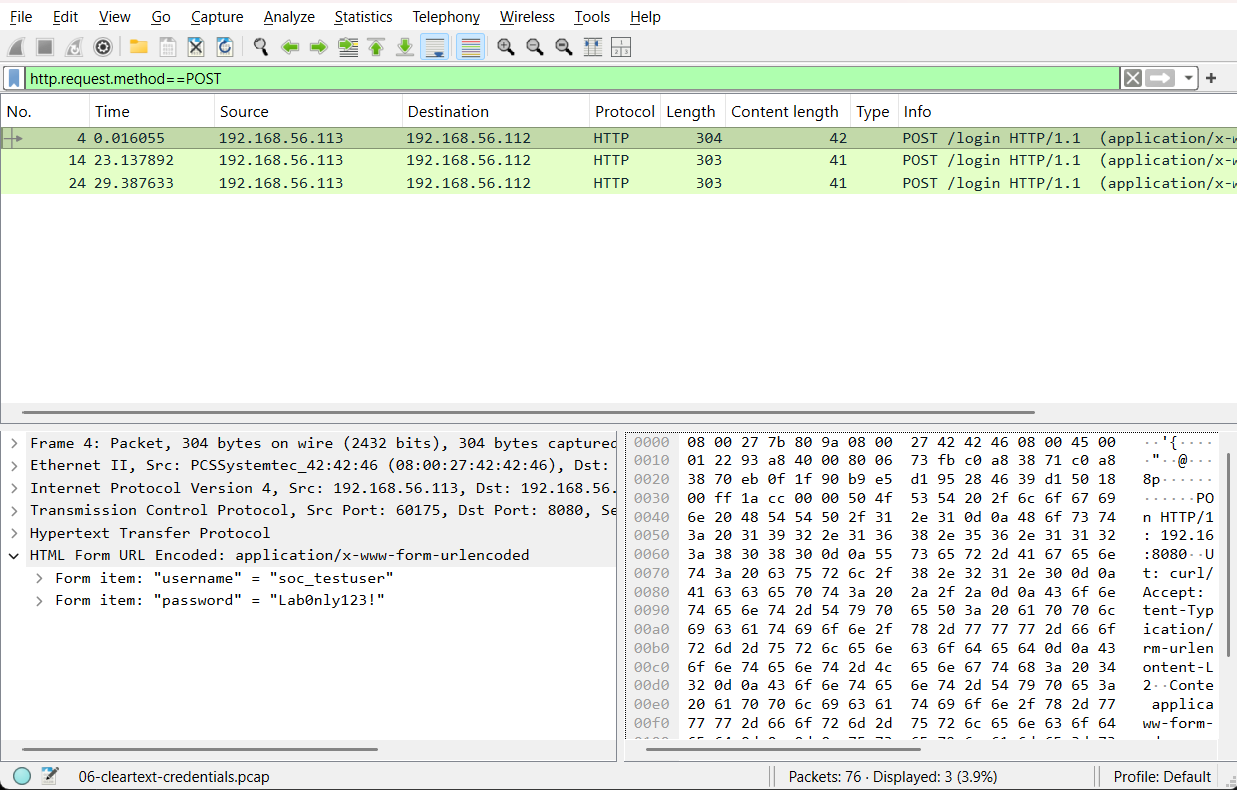 File Edit View Go Capture Analyze Statistics Telephony Wireless Tools Help
http.request.method==POST
No. Time Source Destination Protocol Length Content length Type Info
4 0.016055 192.168.56.113 192.168.56.112 HTTP 304 42 POST /login HTTP/1.1 (application/x-w
14 23.137892 192.168.56.113 192.168.56.112 HTTP 303 41 POST /login HTTP/1.1 (application/x-w
24 29.387633 192.168.56.113 192.168.56.112 HTTP 303 41 POST /login HTTP/1.1 (application/x-w
Frame 4: Packet, 304 bytes on wire (2432 bits), 304 bytes captured
Ethernet II, Src: PCSSystemtec_42:42:46 (08:00:27:42:42:46), Dst:
Internet Protocol Version 4, Src: 192.168.56.113, Dst: 192.168.56.
Transmission Control Protocol, Src Port: 60175, Dst Port: 8080, Se
Hypertext Transfer Protocol
HTML Form URL Encoded: application/x-www-form-urlencoded
Form item: "username" = "soc_testuser"
Form item: "password" = "Lab0nly123!"
0000 08 00 27 7b 80 9a 08 00 27 42 42 46 08 00 45 00 ··'{····
0010 01 22 93 a8 40 00 80 06 73 fb c0 a8 38 71 c0 a8 ·"··@···
0020 38 70 eb 0f 1f 90 b9 e5 d1 95 28 46 39 d1 50 18 8p······
0030 00 ff 1a cc 00 00 50 4f 53 54 20 2f 6c 6f 67 69 ······PO
0040 6e 20 48 54 54 50 2f 31 2e 31 0d 0a 48 6f 73 74 n HTTP/1
0050 3a 20 31 39 32 2e 31 36 38 2e 35 36 2e 31 31 32 : 192.16
0060 3a 38 30 38 30 0d 0a 55 73 65 72 2d 41 67 65 6e :8080··U
0070 74 3a 20 63 75 72 6c 2f 38 2e 32 31 2e 30 0d 0a t: curl/
0080 41 63 63 65 70 74 3a 20 2a 2f 2a 0d 0a 43 6f 6e Accept:
0090 74 65 6e 74 2d 54 79 70 65 50 3a 20 61 70 70 6c tent-Typ
00a0 69 63 61 74 69 6f 6e 2f 78 2d 77 77 77 2d 66 6f ication/
00b0 72 6d 2d 75 72 6c 65 6e 63 6f 64 65 64 0d 0a 43 rm-urlen
00c0 6f 6e 74 65 6e 74 2d 4c 65 6e 67 74 68 3a 20 34 ontent-L
00d0 32 0d 0a 43 6f 6e 74 65 6e 74 2d 54 79 70 65 3a 2··Conte
00e0 20 61 70 70 6c 69 63 61 74 69 6f 6e 2f 78 2d 77 applica
00f0 77 77 2d 66 6f 72 6d 2d 75 72 6c 65 6e 63 6f 64 ww-form-
06-cleartext-credentials.pcap Packets: 76 · Displayed: 3 (3.9%) Profile: Default